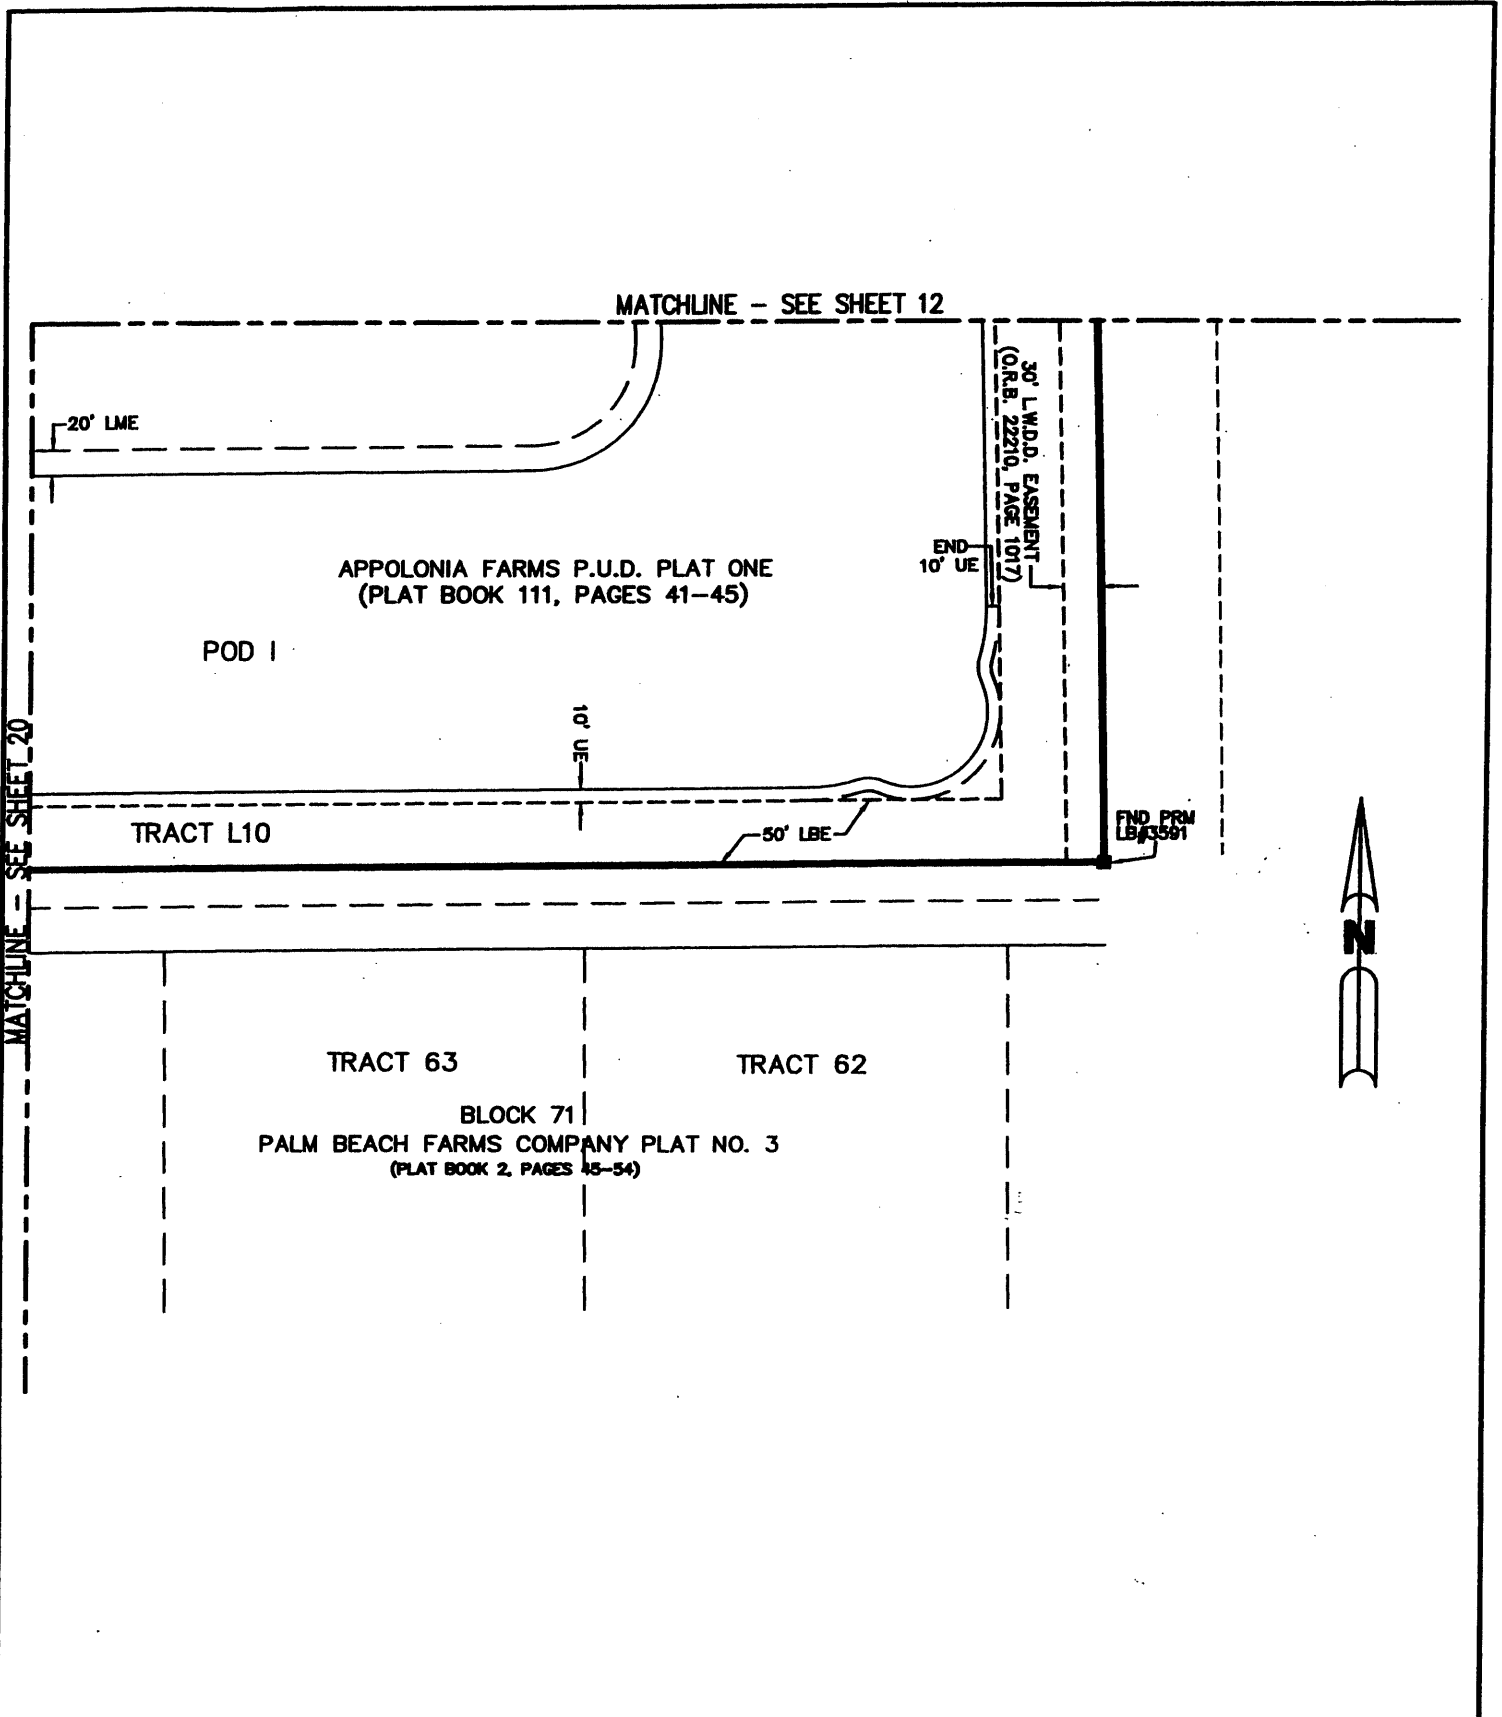 MATCHLINE - SEE SHEET 12
20' LME
30' L.W.D.D. EASEMENT
(O.R.B. 22210, PAGE 1017)
APPOLONIA FARMS P.U.D. PLAT ONE
(PLAT BOOK 111, PAGES 41-45)
END
10' UE
POD I
10' UE
MATCHLINE - SEE SHEET 20
TRACT L10
50' LBE
FND PRM
LB#3591
N
TRACT 63
TRACT 62
BLOCK 71
PALM BEACH FARMS COMPANY PLAT NO. 3
(PLAT BOOK 2, PAGES 45-54)